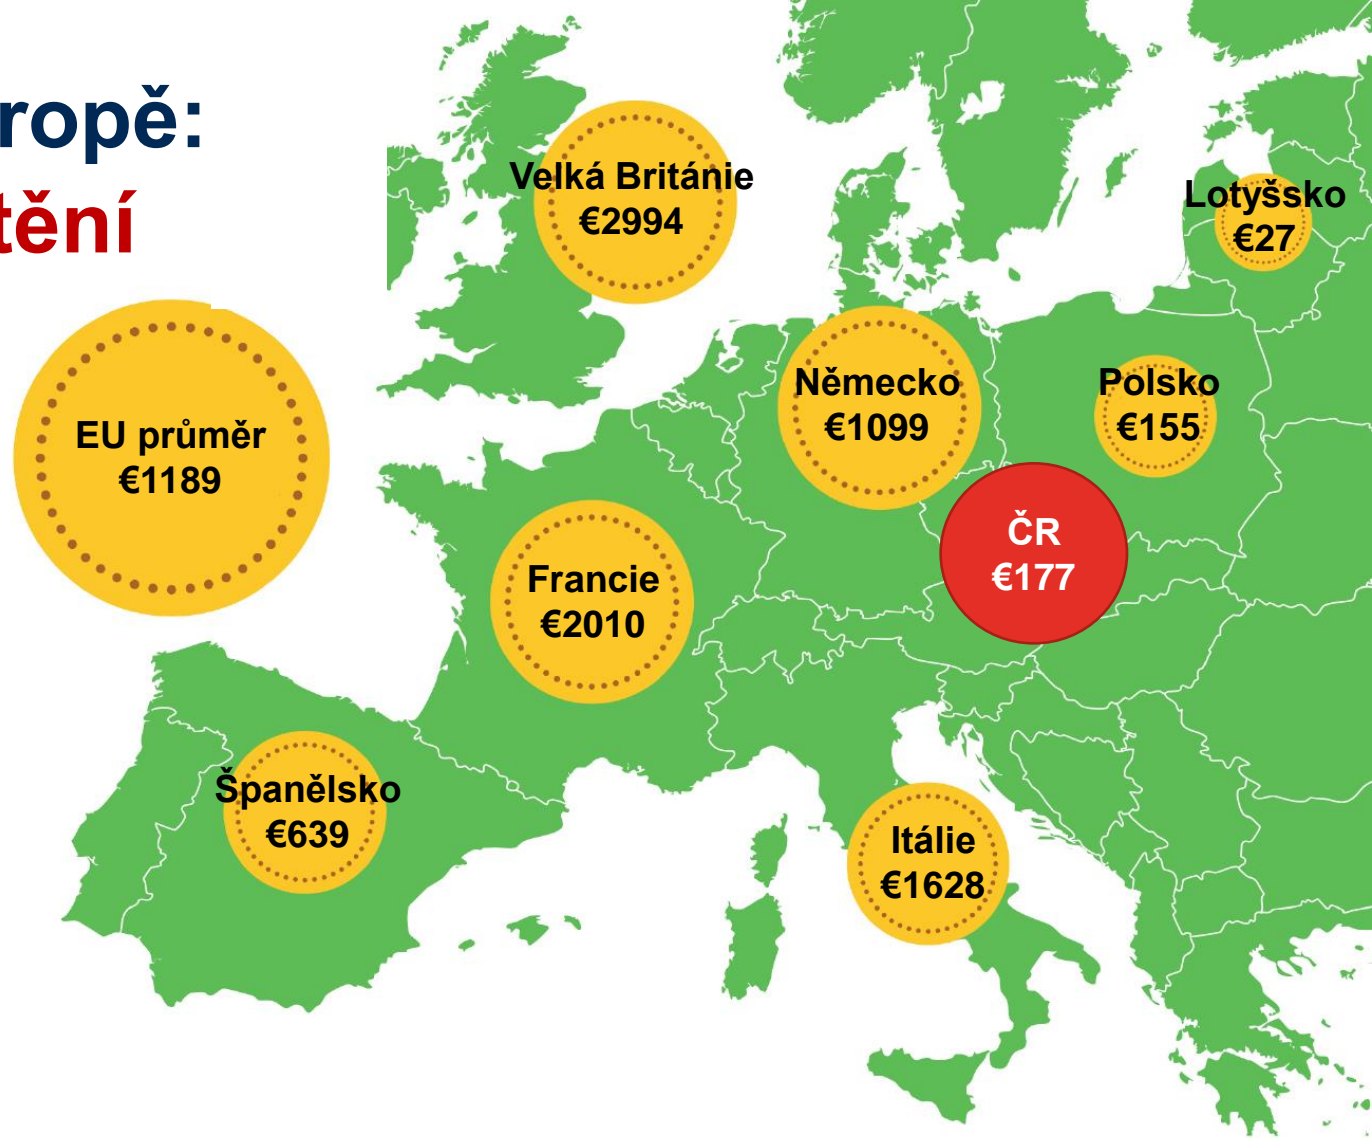 ropě:
tění
Velká Británie
€2994
Lotyšsko
€27
Německo
€1099
Polsko
€155
EU průměr
€1189
ČR
€177
Francie
€2010
Španělsko
€639
Itálie
€1628